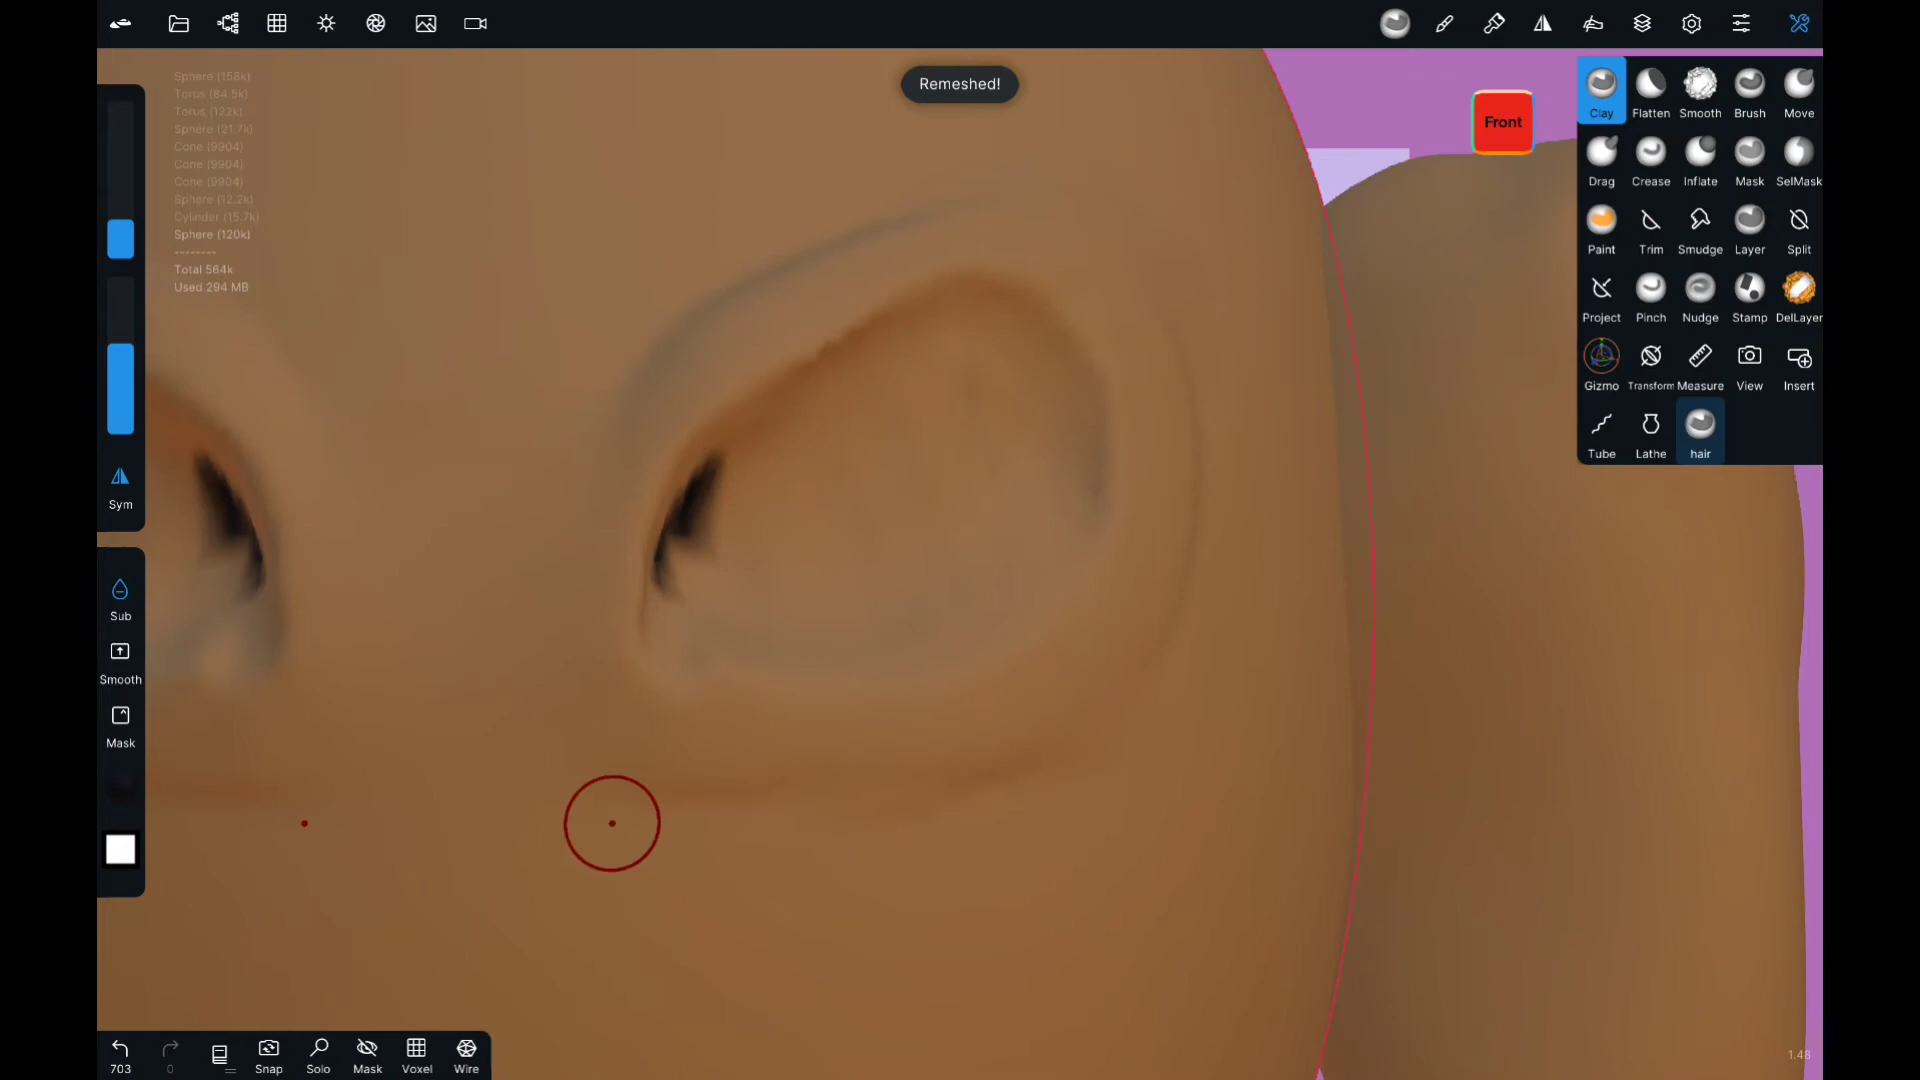 Remeshed!
Sphere (158k)
Torus (84.5k)
Torus (122k)
Sphere (21.7k)
Cone (9904)
Cone (9904)
Cone (9904)
Sphere (12.2k)
Cylinder (15.7k)
Sphere (120k)
--------
Total 564k
Used 294 MB
Front
Clay Flatten Smooth Brush Move
Drag Crease Inflate Mask SelMask
Paint Trim Smudge Layer Split
Project Pinch Nudge Stamp DelLayer
Gizmo Transform Measure View Insert
Tube Lathe hair
Sym
Sub
Smooth
Mask
703 0 Snap Solo Mask Voxel Wire
1.48